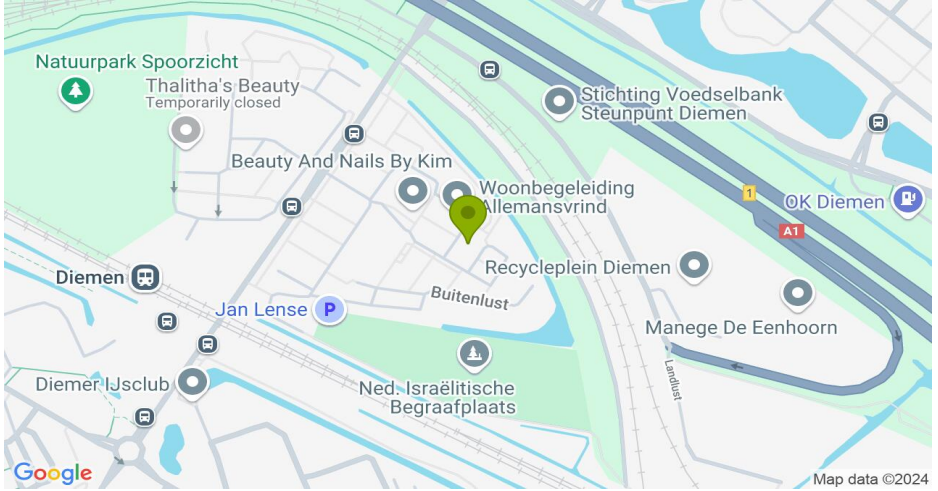 Natuurpark Spoorzicht
Thalitha's Beauty
Temporarily closed
Stichting Voedselbank
Steunpunt Diemen
Beauty And Nails By Kim
Woonbegeleiding
Allemansvrind
1
OK Diemen
A1
Recycleplein Diemen
Diemen
Buitenlust
Jan Lense
P
Manege De Eenhoorn
Landlust
Diemer IJsclub
Ned. Israëlitische
Begraafplaats
Google
Map data ©2024